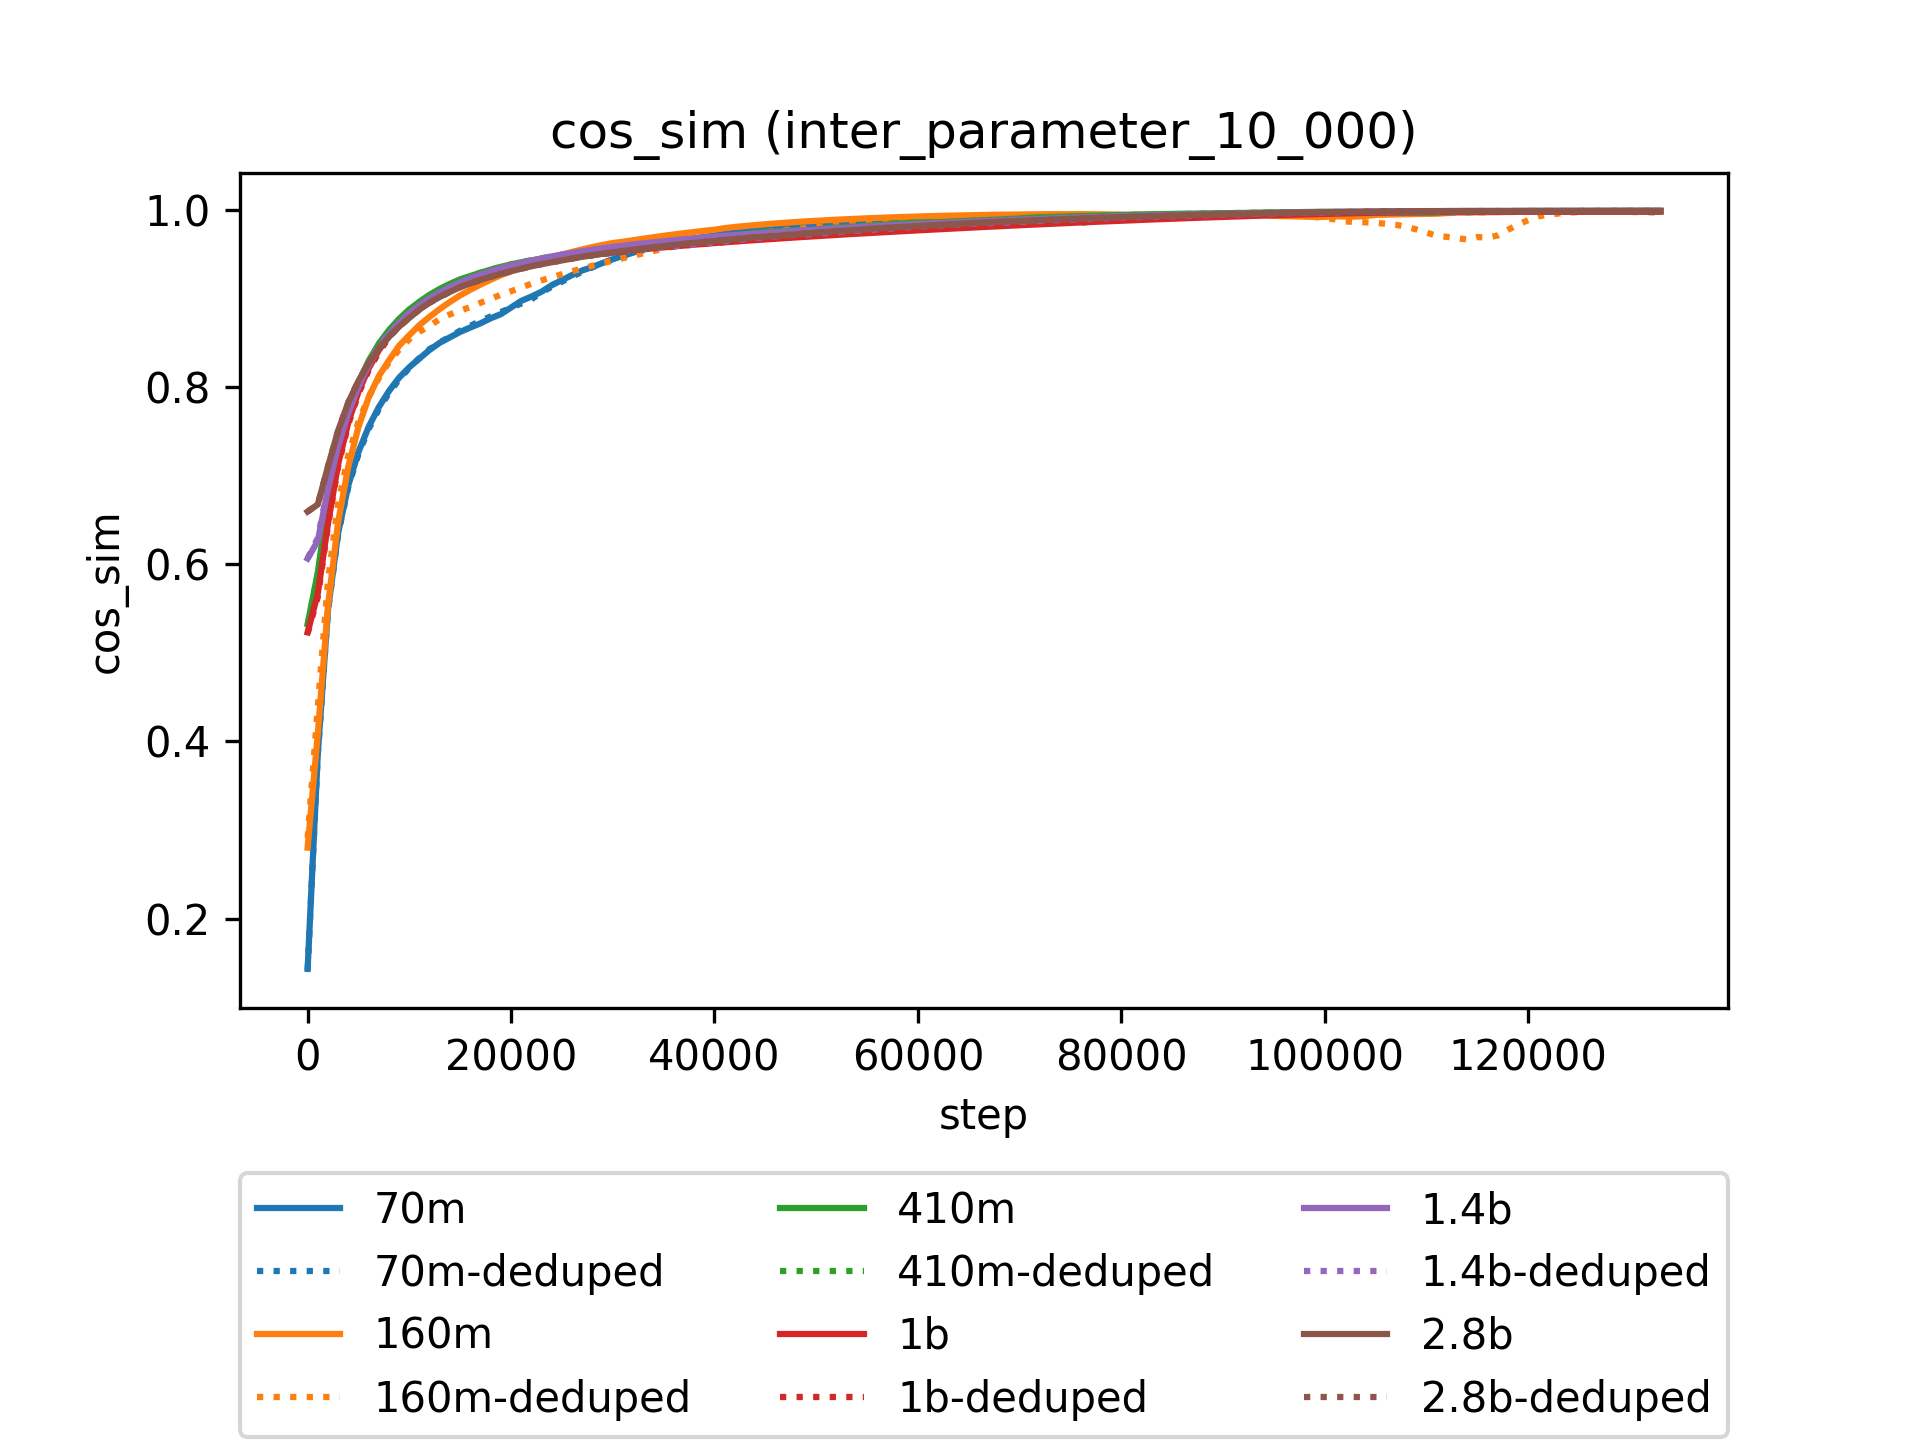 cos_sim (inter_parameter_10_000)
1.0
0.8
0.6
0.4
0.2
cos_sim
0 20000 40000 60000 80000 100000 120000
step
70m 410m 1.4b
70m-deduped 410m-deduped 1.4b-deduped
160m 1b 2.8b
160m-deduped 1b-deduped 2.8b-deduped